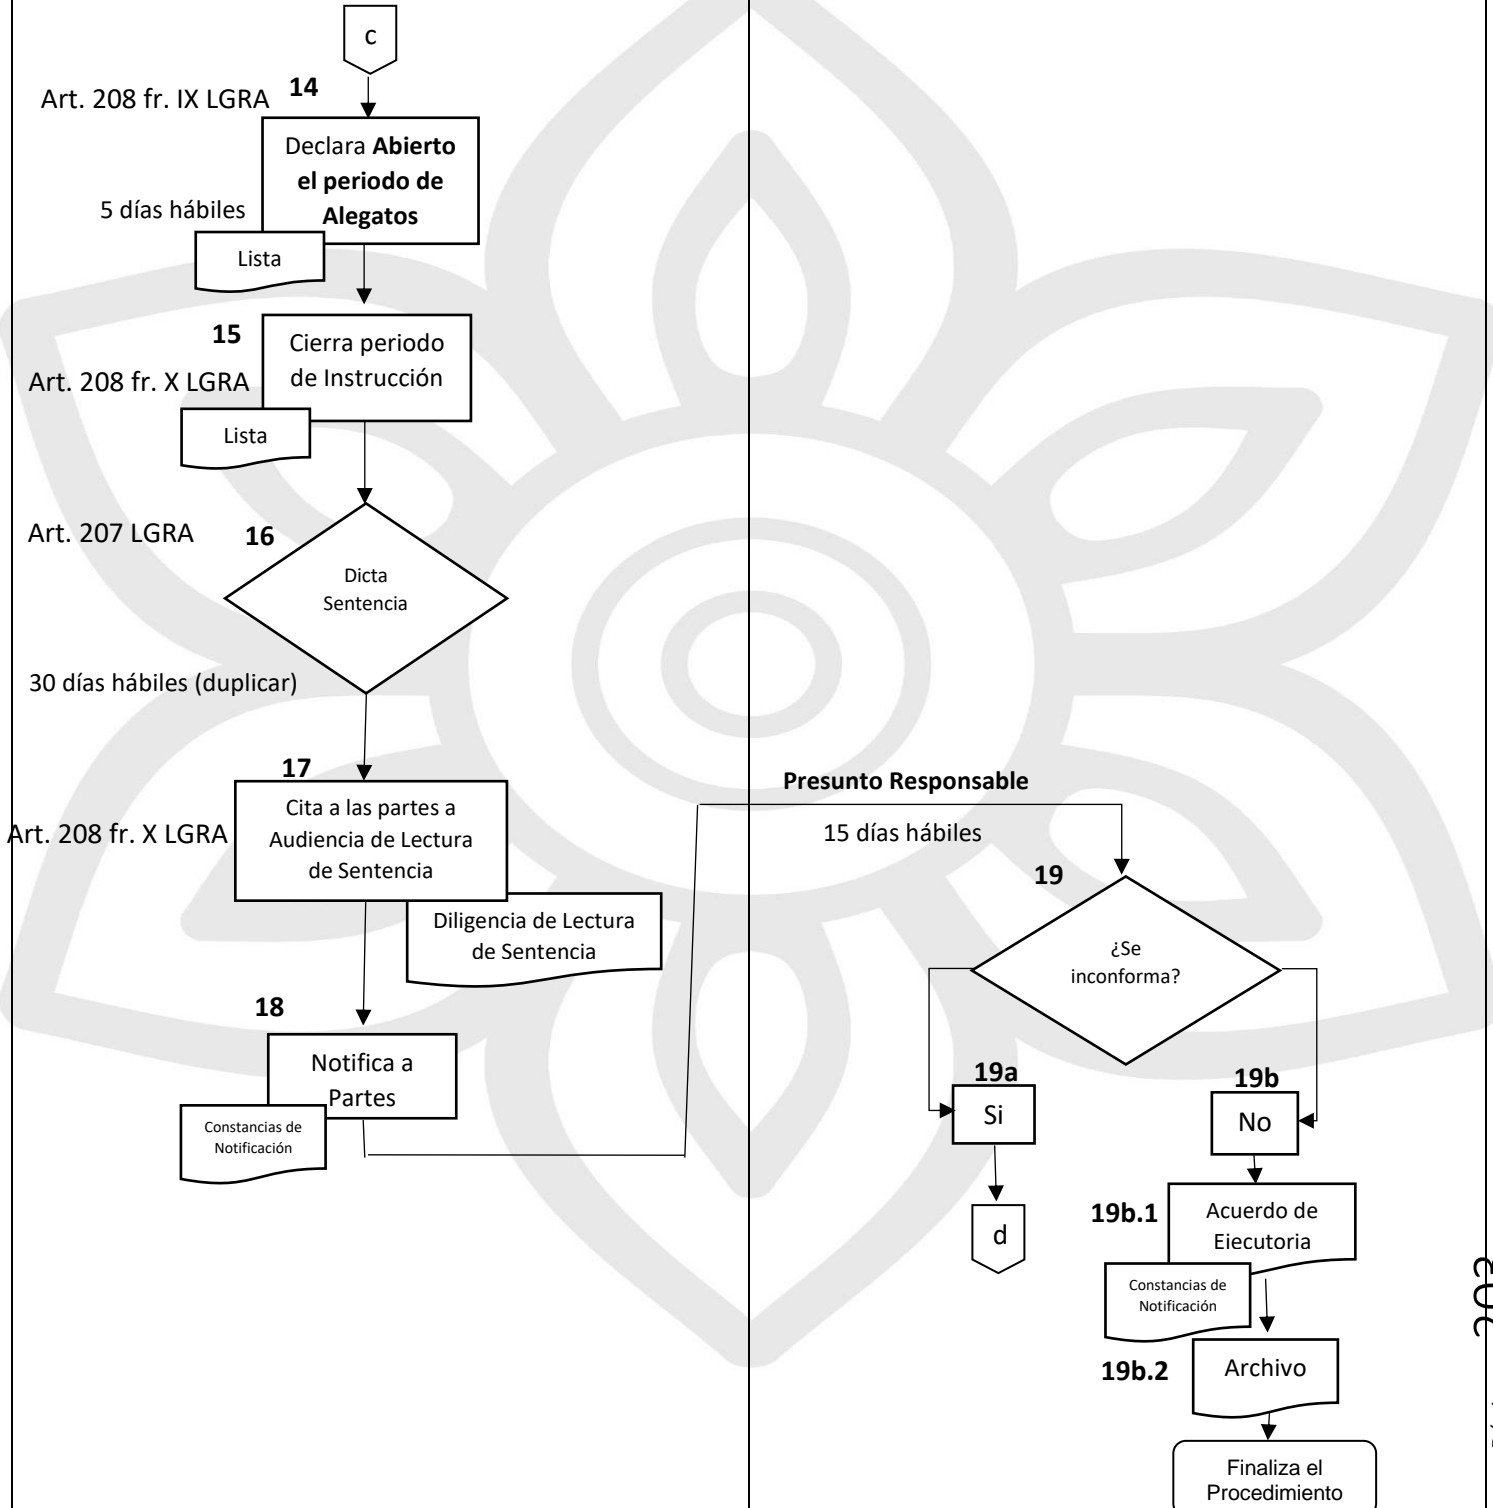 c
14
Art. 208 fr. IX LGRA
Declara Abierto
el periodo de
Alegatos
5 días hábiles
Lista
15
Cierra periodo
de Instrucción
Art. 208 fr. X LGRA
Lista
Art. 207 LGRA
16
Dicta
Sentencia
30 días hábiles (duplicar)
17
Cita a las partes a
Audiencia de Lectura
de Sentencia
Art. 208 fr. X LGRA
Diligencia de Lectura
de Sentencia
18
Notifica a
Partes
Constancias de
Notificación
Presunto Responsable
15 días hábiles
19
¿Se
inconforma?
19a
Si
d
19b
No
19b.1
Acuerdo de
Eiecutoria
Constancias de
Notificación
19b.2
Archivo
Finaliza el
Procedimiento